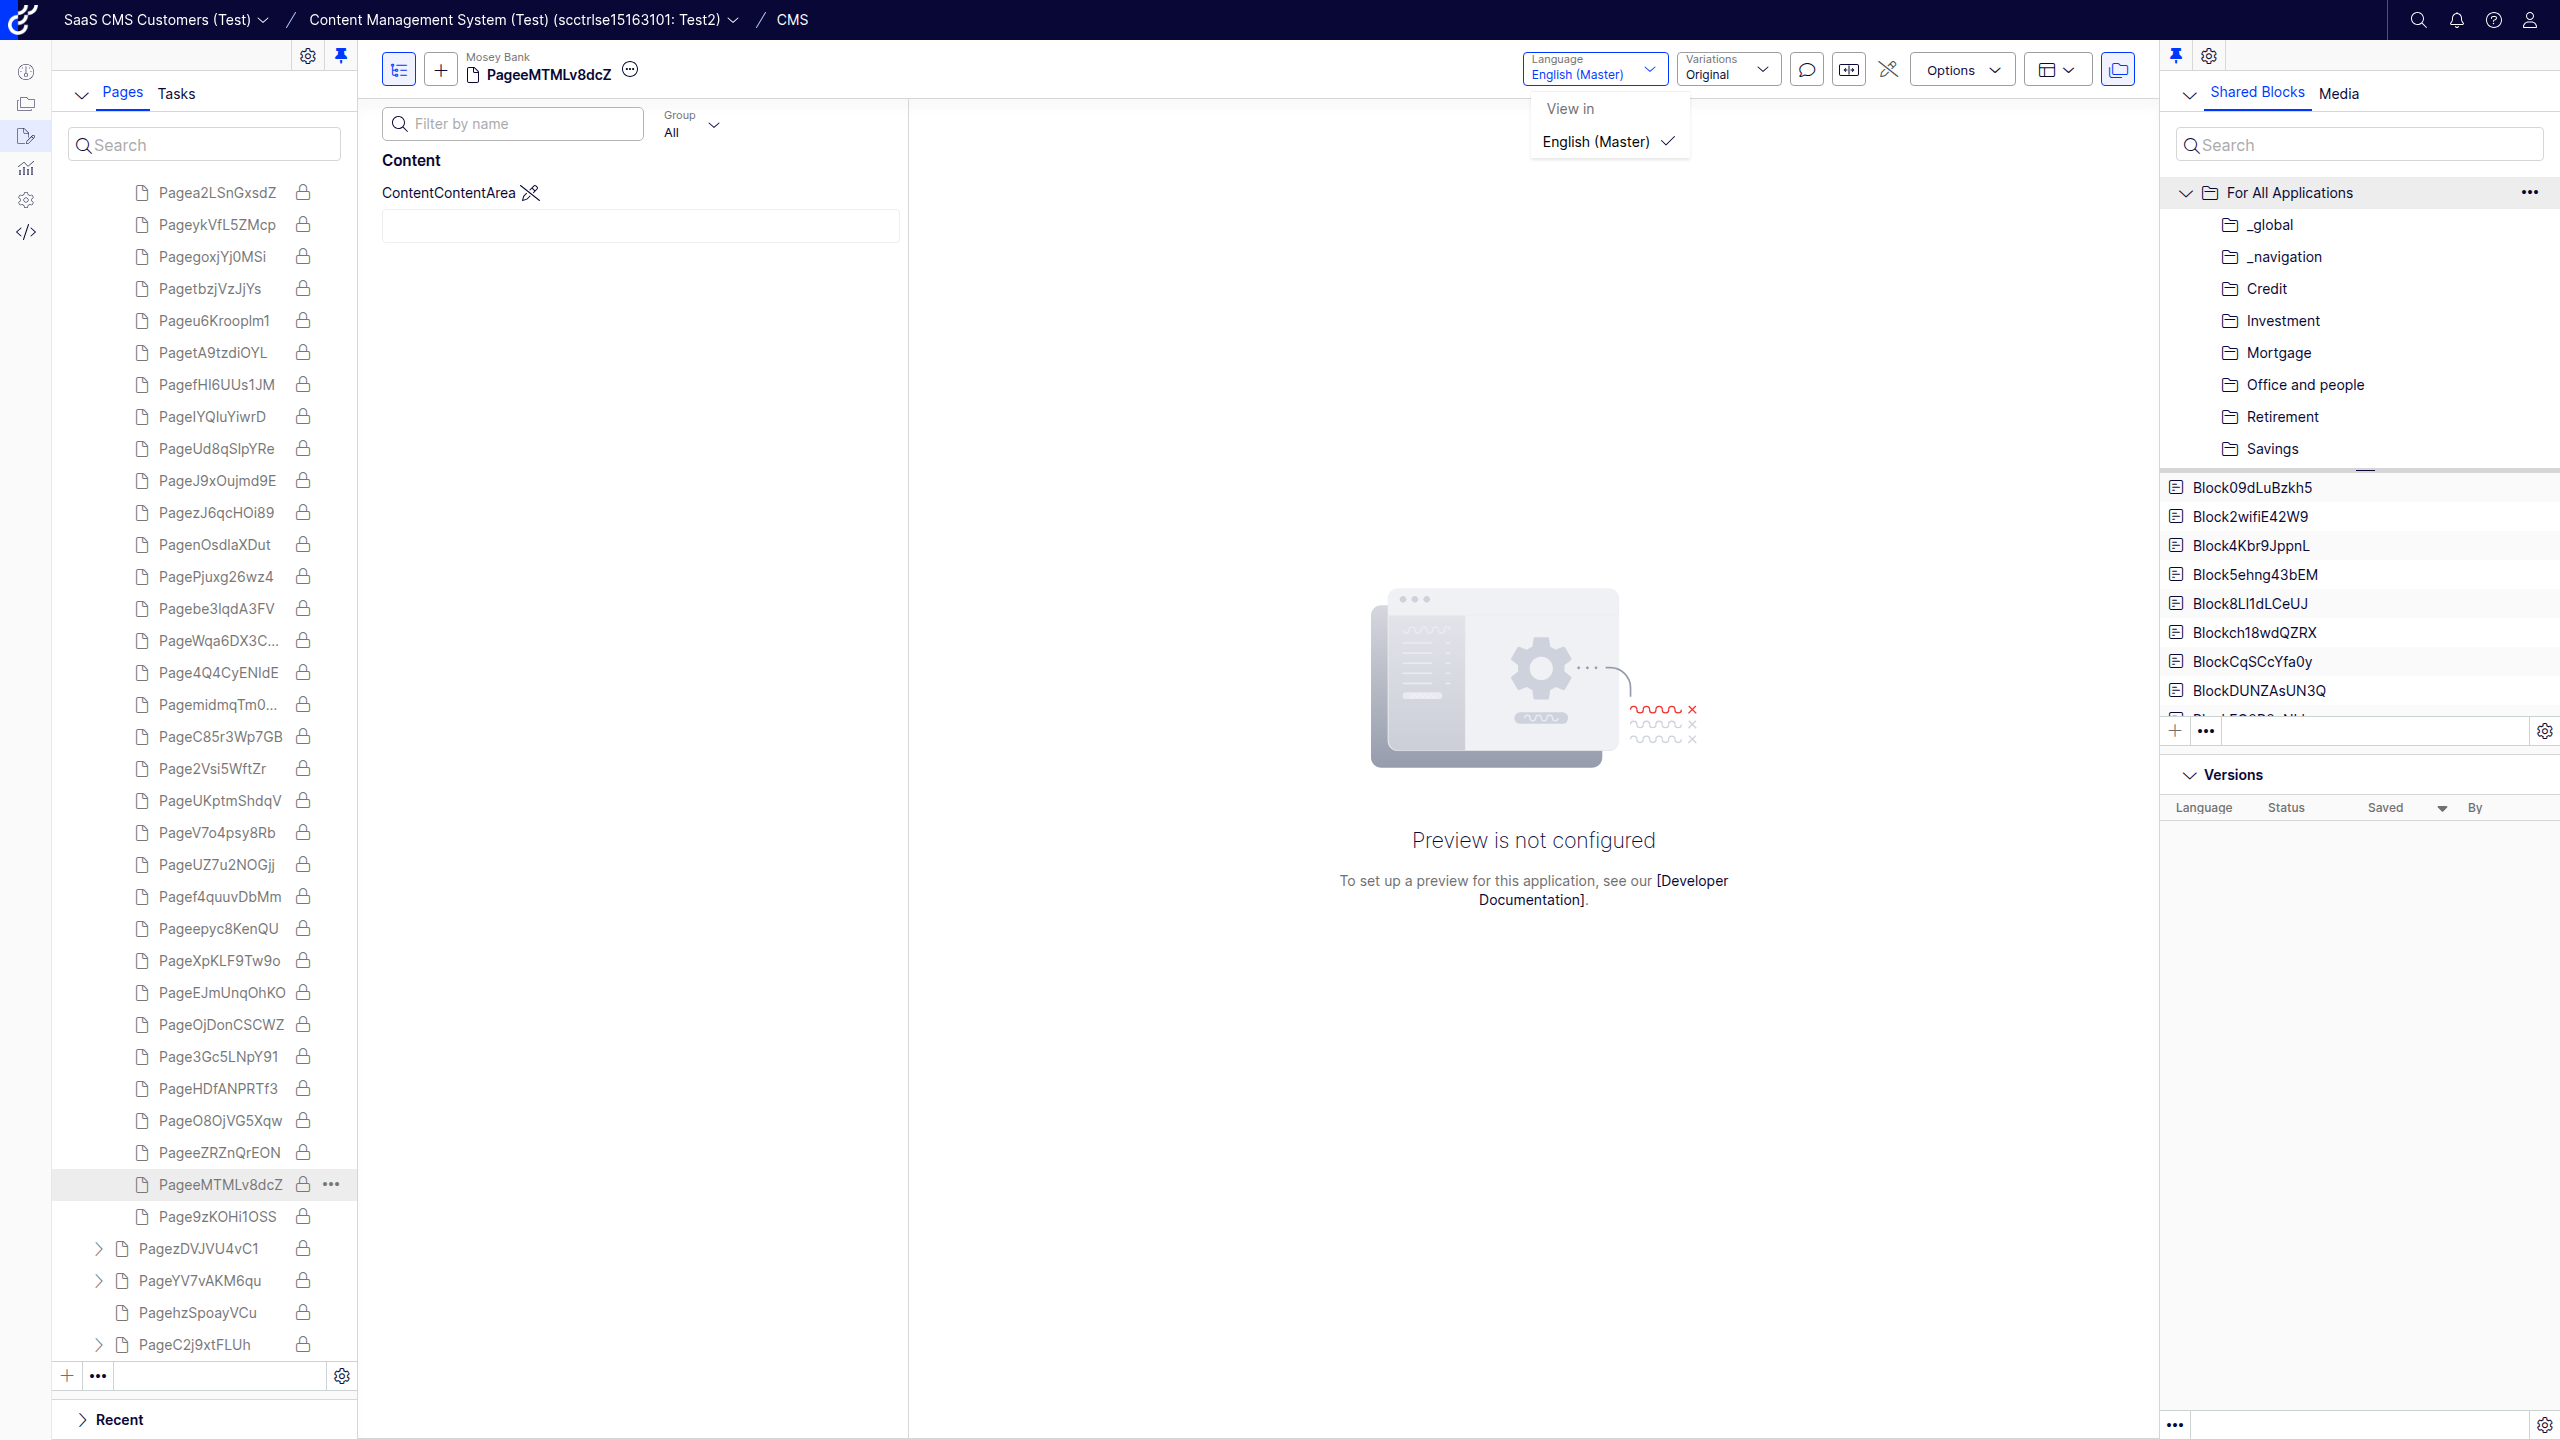 SaaS CMS Customers (Test)
Content Management System (Test) (scctrlse15163101: Test2)
CMS
Pages
Tasks
Search
Pagea2LSnGxsdZ
PageykVfL5ZMcp
PagegoxjYj0MSi
PagetbzjVzJjYs
Pageu6Krooplm1
PagetA9tzdiOYL
PagefHl6UUs1JM
PageIYQluYiwrD
PageUd8qSlpYRe
PageJ9xOujmd9E
PagezJ6qcHOi89
PagenOsdlaXDut
PagePjuxg26wz4
Pagebe3lqdA3FV
PageWqa6DX3C...
Page4Q4CyENldE
PagemidmqTm0...
PageC85r3Wp7GB
Page2Vsi5WftZr
PageUKptmShdqV
PageV7o4psy8Rb
PageUZ7u2NOGjj
Pagef4quuvDbMm
Pageepyc8KenQU
PageXpKLF9Tw9o
PageEJmUnqOhKO
PageOjDonCSCWZ
Page3Gc5LNpY91
PageHDfANPRTf3
PageO8OjVG5Xqw
PageeZRZnQrEON
PageeMTMLv8dcZ
Page9zKOHi1OSS
PagezDVJVU4vC1
PageYV7vAKM6qu
PagehzSpoayVCu
PageC2j9xtFLUh
Recent
Mosey Bank
PageeMTMLv8dcZ
Language
English (Master)
Variations
Original
Options
View in
English (Master)
Filter by name
Group
All
Content
ContentContentArea
Preview is not configured
To set up a preview for this application, see our [Developer
Documentation].
Shared Blocks
Media
Search
For All Applications
_global
_navigation
Credit
Investment
Mortgage
Office and people
Retirement
Savings
Block09dLuBzkh5
Block2wifiE42W9
Block4Kbr9JppnL
Block5ehng43bEM
Block8Ll1dLCeUJ
Blockch18wdQZRX
BlockCqSCcYfa0y
BlockDUNZAsUN3Q
Versions
Language
Status
Saved
By